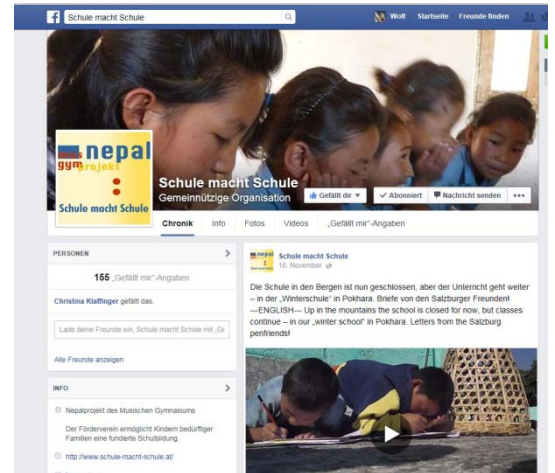 Schule macht Schule
Wolf Startseite Freunde finden
nepal
gymprojekt
Schule macht Schule
Schule macht Schule
Gemeinnützige Organisation
Gefällt dir
Abonniert
Nachricht senden
Chronik Info Fotos Videos „Gefällt mir“-Angaben
PERSONEN
155 „Gefällt mir“-Angaben
Christina Klaffinger gefällt das.
Lade deine Freunde ein, Schule macht Schule mit „Ge
Alle Freunde anzeigen
INFO
Nepalprojekt des Musischen Gymnasiums
Der Förderverein ermöglicht Kindern bedürftiger
Familien eine fundierte Schulbildung.
http://www.schule-macht-schule.at/
Schule macht Schule
16. November
Die Schule in den Bergen ist nun geschlossen, aber der Unterricht geht weiter
– in der „Winterschule“ in Pokhara. Briefe von den Salzburger Freunden!
---ENGLISH--- Up in the mountains the school is closed for now, but classes
continue – in our „winter school“ in Pokhara. Letters from the Salzburg
penfriends!